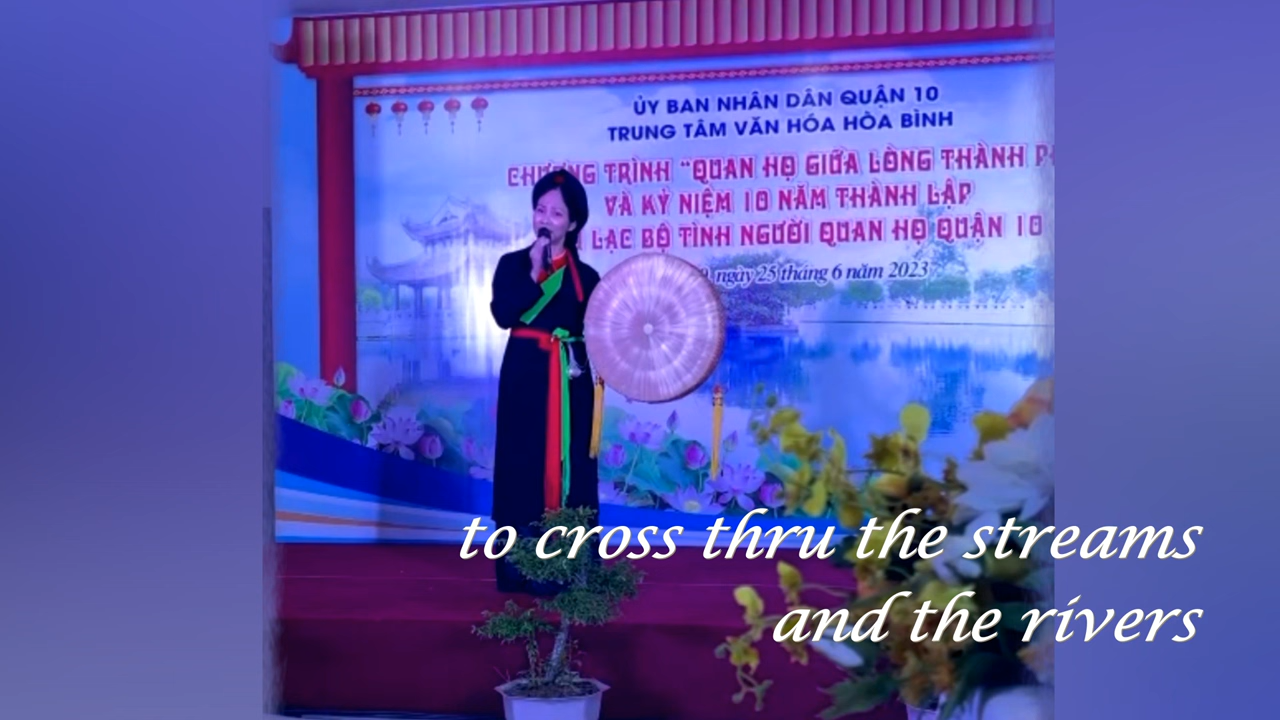 ỦY BAN NHÂN DÂN QUẬN 10
TRUNG TÂM VĂN HÓA HÒA BÌNH
TRÌNH "QUAN HỌ GIỮA LÒNG THÀNH
VÀ KỶ NIỆM 10 NĂM THÀNH LẬP
LẠC BỘ TÌNH NGƯỜI QUAN HỌ QUẬN 10
ngày 25 tháng 6 năm 2023
to cross thru the streams
and the rivers